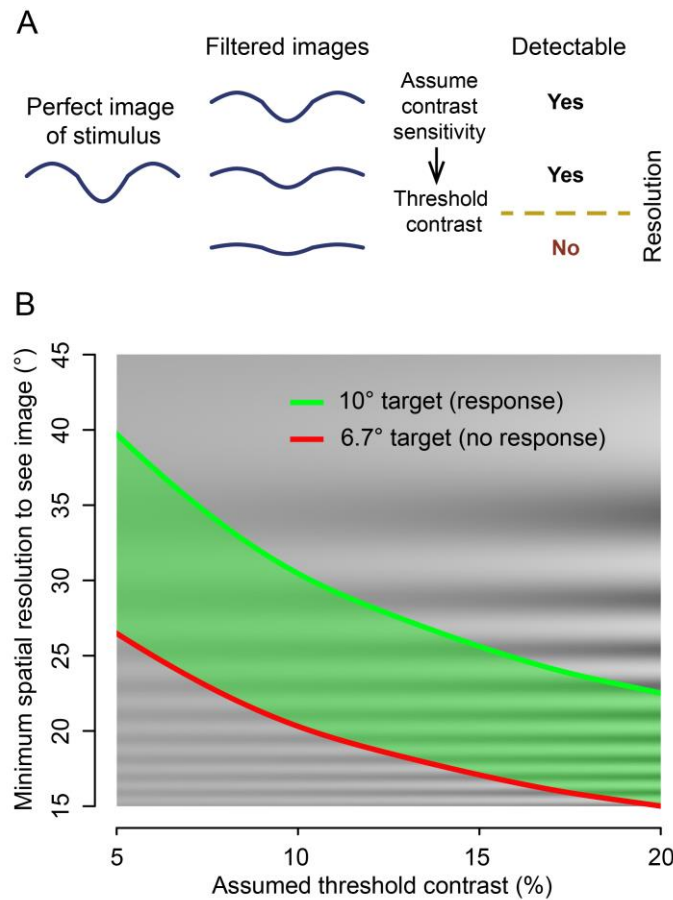 A
Filtered images
Detectable
Perfect image
of stimulus
Assume
contrast
sensitivity
Threshold
contrast
Yes
Yes
No
Resolution
B
Minimum spatial resolution to see image (°)
45
40
35
30
25
20
15
10° target (response)
6.7° target (no response)
5
10
15
20
Assumed threshold contrast (%)